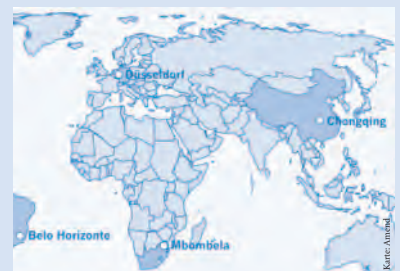 Düsseldorf
Chongqing
Belo Horizonte
Mbombela
Karte: Amend